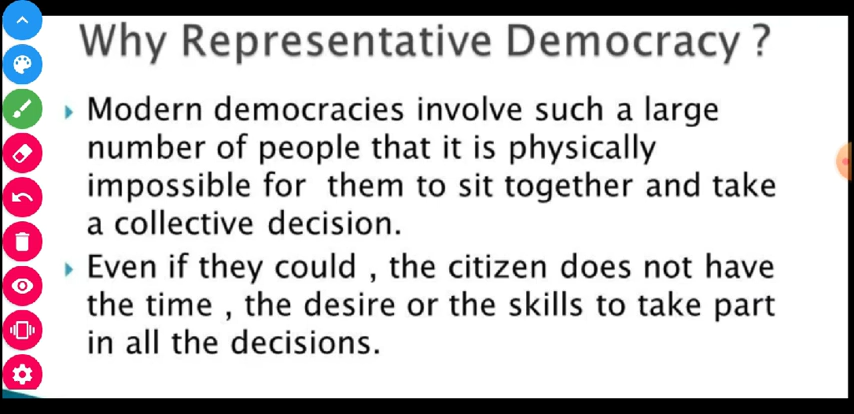 Why Representative Democracy ?
Modern democracies involve such a large
number of people that it is physically
impossible for them to sit together and take
a collective decision.
Even if they could , the citizen does not have
the time , the desire or the skills to take part
in all the decisions.